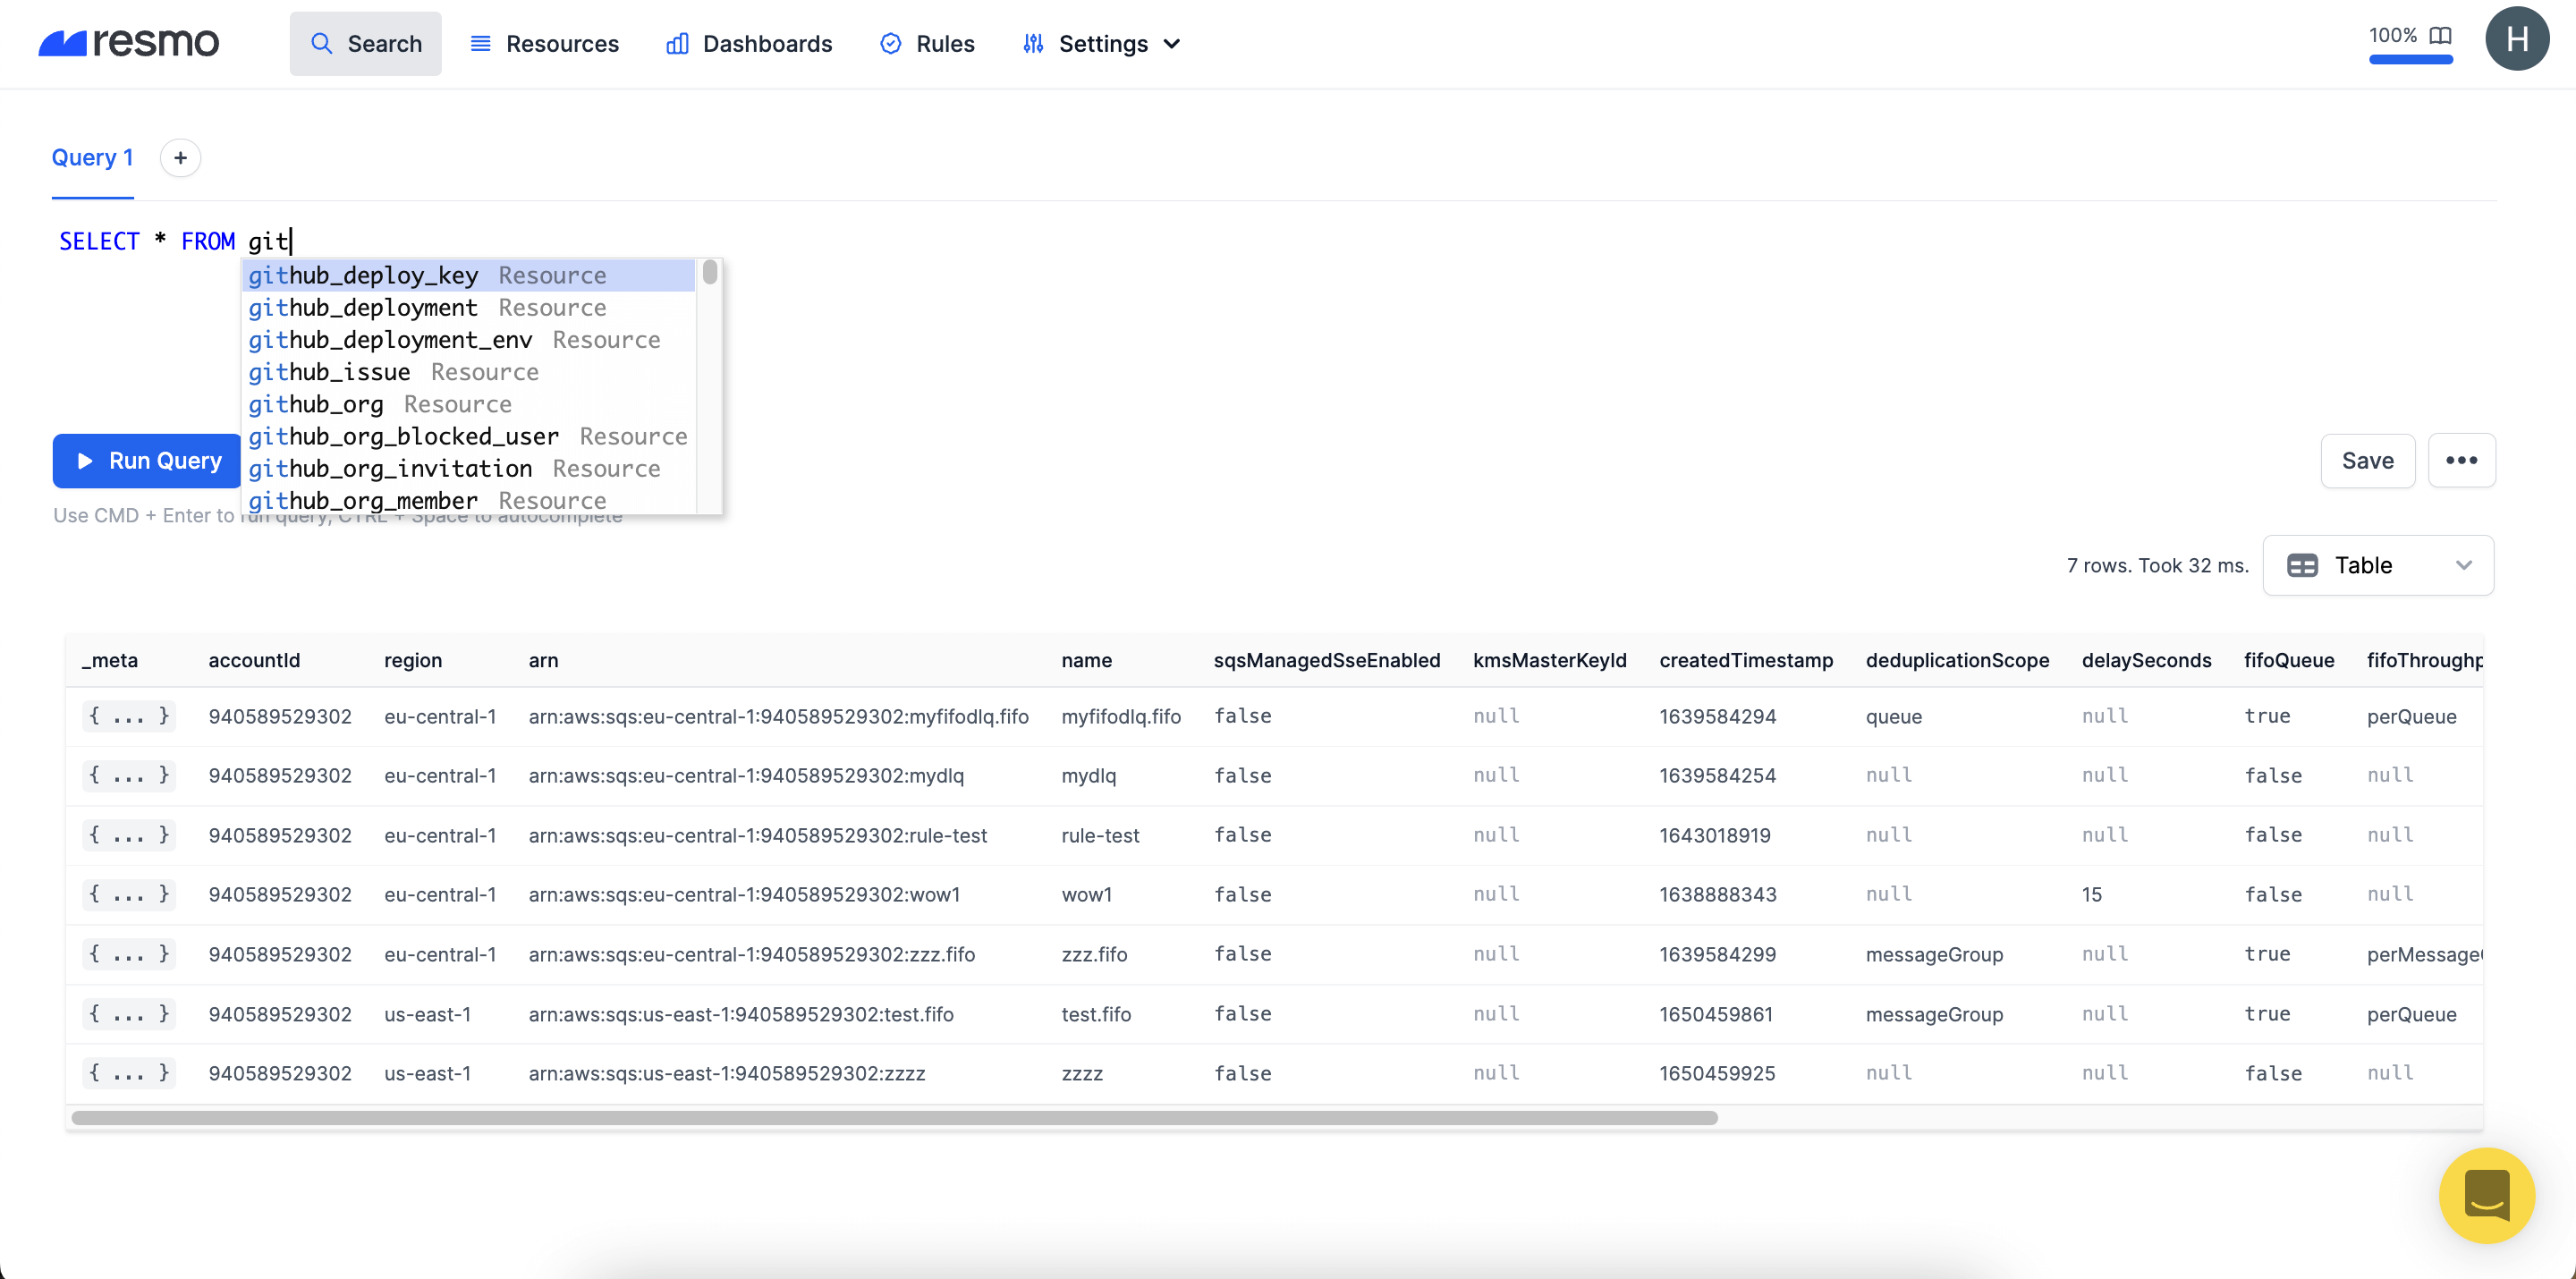 resmo
Search
Resources
Dashboards
Rules
Settings
100%
H
Query 1
+
SELECT * FROM git
github_deploy_key Resource
github_deployment Resource
github_deployment_env Resource
github_issue Resource
github_org Resource
github_org_blocked_user Resource
github_org_invitation Resource
github_org_member Resource
Run Query
Save
Use CMD + Enter to run query, CTRL + Space to autocomplete
7 rows. Took 32 ms.
Table
_meta accountId region arn name sqsManagedSseEnabled kmsMasterKeyId createdTimestamp deduplicationScope delaySeconds fifoQueue fifoThroughp
{ ... } 940589529302 eu-central-1 arn:aws:sqs:eu-central-1:940589529302:myfifodlq.fifo myfifodlq.fifo false null 1639584294 queue null true perQueue
{ ... } 940589529302 eu-central-1 arn:aws:sqs:eu-central-1:940589529302:mydlq mydlq false null 1639584254 null null false null
{ ... } 940589529302 eu-central-1 arn:aws:sqs:eu-central-1:940589529302:rule-test rule-test false null 1643018919 null null false null
{ ... } 940589529302 eu-central-1 arn:aws:sqs:eu-central-1:940589529302:wow1 wow1 false null 1638888343 null 15 false null
{ ... } 940589529302 eu-central-1 arn:aws:sqs:eu-central-1:940589529302:zzz.fifo zzz.fifo false null 1639584299 messageGroup null true perMessage
{ ... } 940589529302 us-east-1 arn:aws:sqs:us-east-1:940589529302:test.fifo test.fifo false null 1650459861 messageGroup null true perQueue
{ ... } 940589529302 us-east-1 arn:aws:sqs:us-east-1:940589529302:zzzz zzzz false null 1650459925 null null false null